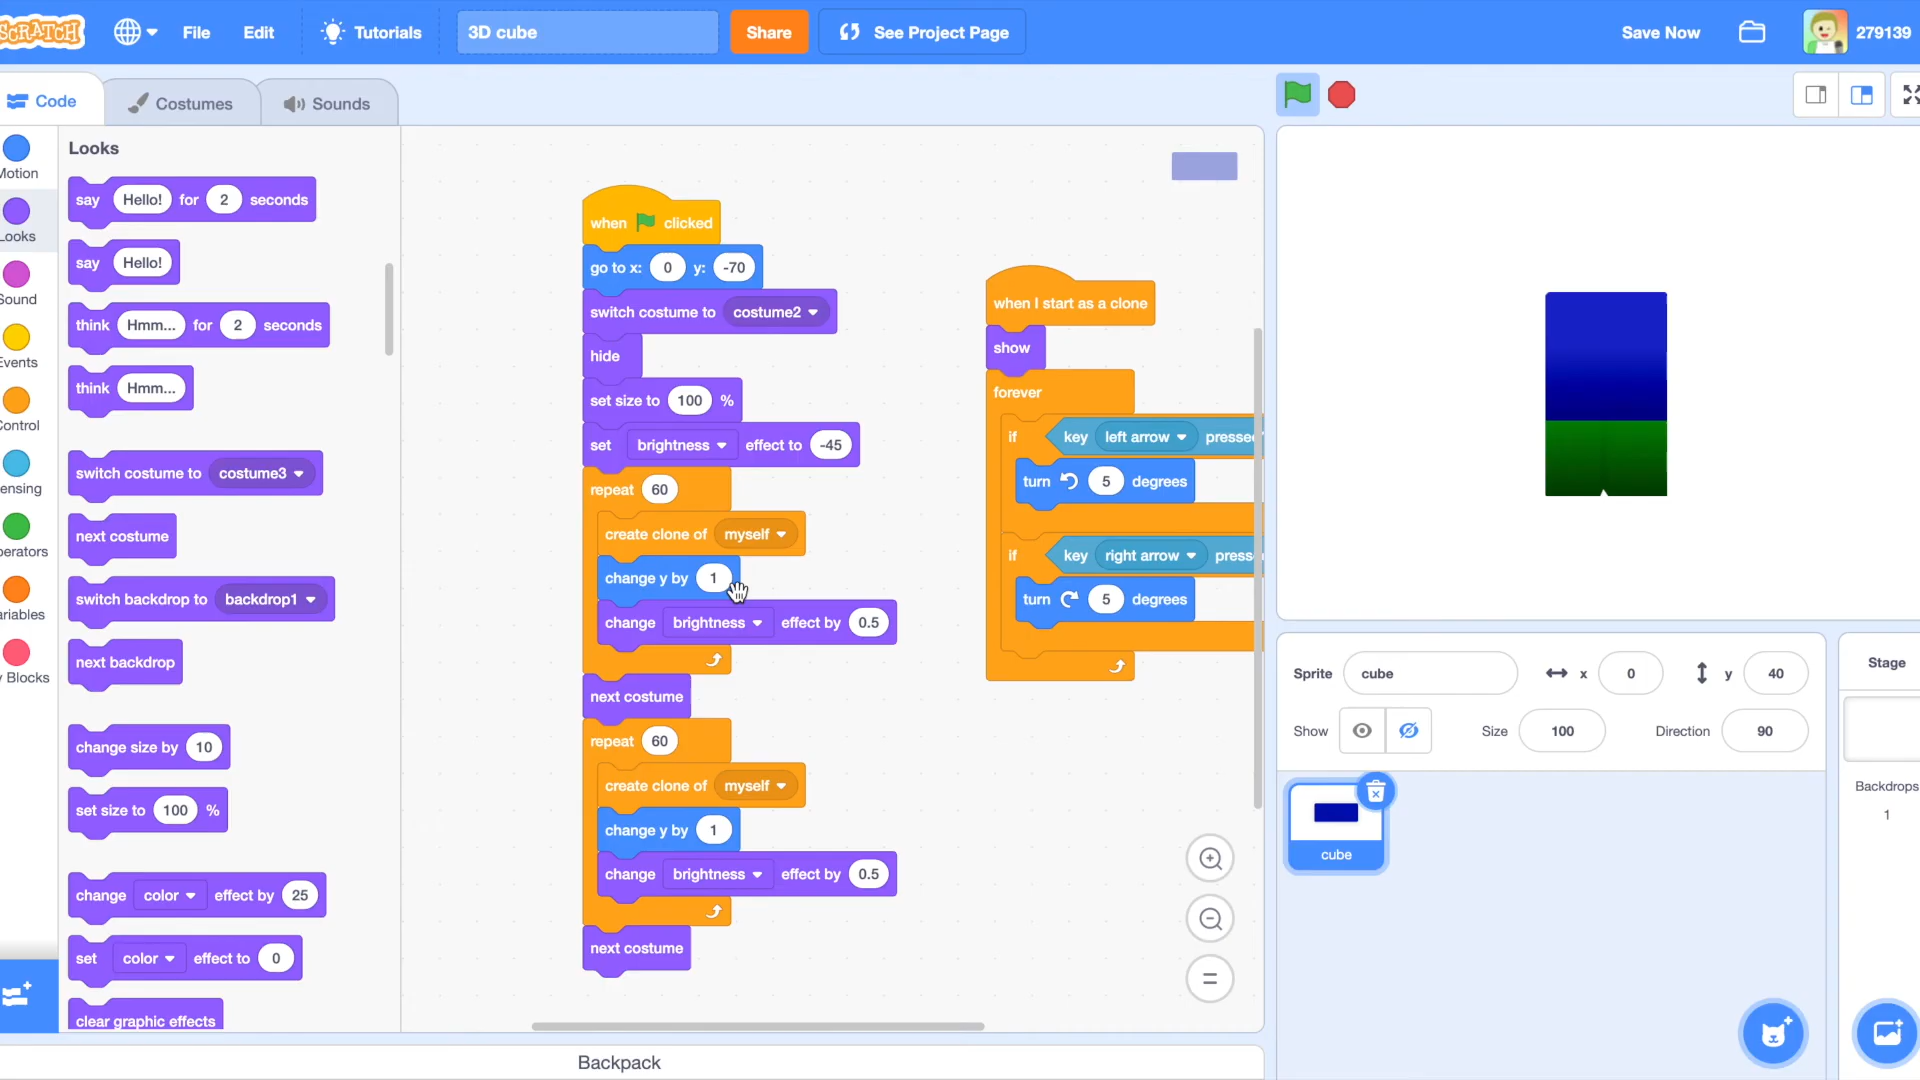 SCRATCH File Edit Tutorials 3D cube Share See Project Page Save Now 279139
Code Costumes Sounds
Motion
Looks
Sound
Events
Control
ensing
perators
ariables
y Blocks
Looks
say Hello! for 2 seconds
say Hello!
think Hmm... for 2 seconds
think Hmm...
switch costume to costume3
next costume
switch backdrop to backdrop1
next backdrop
change size by 10
set size to 100 %
change color effect by 25
set color effect to 0
clear graphic effects
when clicked
go to x: 0 y: -70
switch costume to costume2
hide
set size to 100 %
set brightness effect to -45
repeat 60
create clone of myself
change y by 1
change brightness effect by 0.5
next costume
repeat 60
create clone of myself
change y by 1
change brightness effect by 0.5
next costume
when I start as a clone
show
forever
if key left arrow presse
turn 5 degrees
if key right arrow press
turn 5 degrees
Sprite cube x 0 y 40
Show Size 100 Direction 90
cube
Stage
Backdrops
1
Backpack